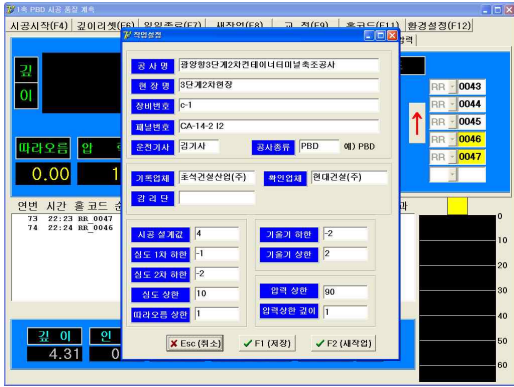 1축 PBD 시공 품질 계측
시공시작(F4) 깊이리셋(F6) 일일종료(F7) 새작업(F8) 교 정(F9) 홀코드(F11) 환경설정(F12)
작업설정
공 사 명 광양항3단계2차컨테이너터미널축조공사
현 장 명 3단계2차현장
장비번호 c-1
패널번호 CA-14-2 I2
운전기사 김기사 공사종류 PBD 예) PBD
기록업체 초석건설산업(주) 확인업체 현대건설(주)
감 리 단
시공 설계값 4 기울기 하한 -2
심도 1차 하한 -1 기울기 상한 2
심도 2차 하한 -2
심도 상한 10 압력 상한 90
따라오름 상한 1 압력상한 깊이 1
Esc (취소) F1 (저장) F2 (새작업)
깊
이
따라오름 압
0.00 1
RR 0043
RR 0044
RR 0045
RR 0046
RR 0047
연번 시간 홀코드
73 22:23 RR_0047
74 22:24 RR_0046
깊 이 인
4.31 0
0
10
20
30
40
50
60